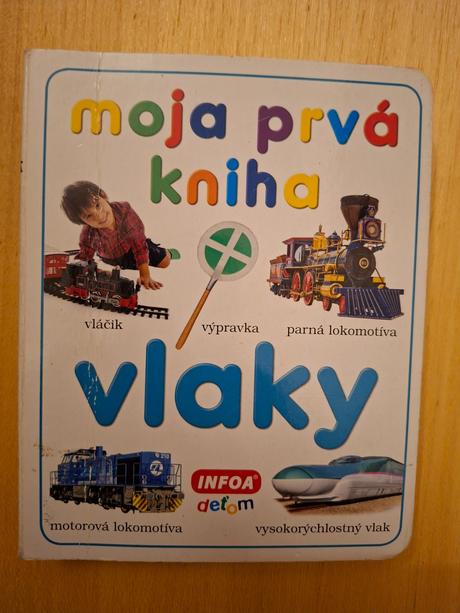 moja prvá
kniha
vláčik
výpravka
parná lokomotíva
vlaky
INFOA®
deťom
motorová lokomotíva
vysokorýchlostný vlak